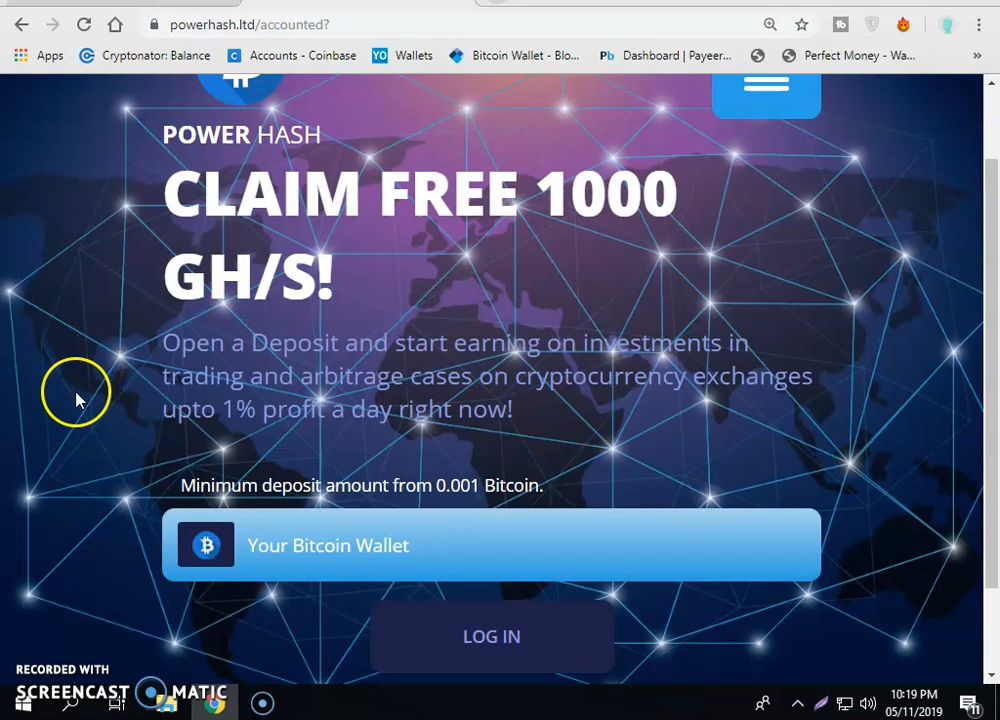 powerhash.ltd/accounted?
Apps Cryptonator: Balance Accounts - Coinbase YO Wallets Bitcoin Wallet - Blo... Pb Dashboard | Payeer... Perfect Money - Wa... »
POWER HASH
CLAIM FREE 1000
GH/S!
Open a Deposit and start earning on investments in
trading and arbitrage cases on cryptocurrency exchanges
upto 1% profit a day right now!
Minimum deposit amount from 0.001 Bitcoin.
Your Bitcoin Wallet
LOG IN
RECORDED WITH
SCREENCAST MATIC
10:19 PM
05/11/2019
11